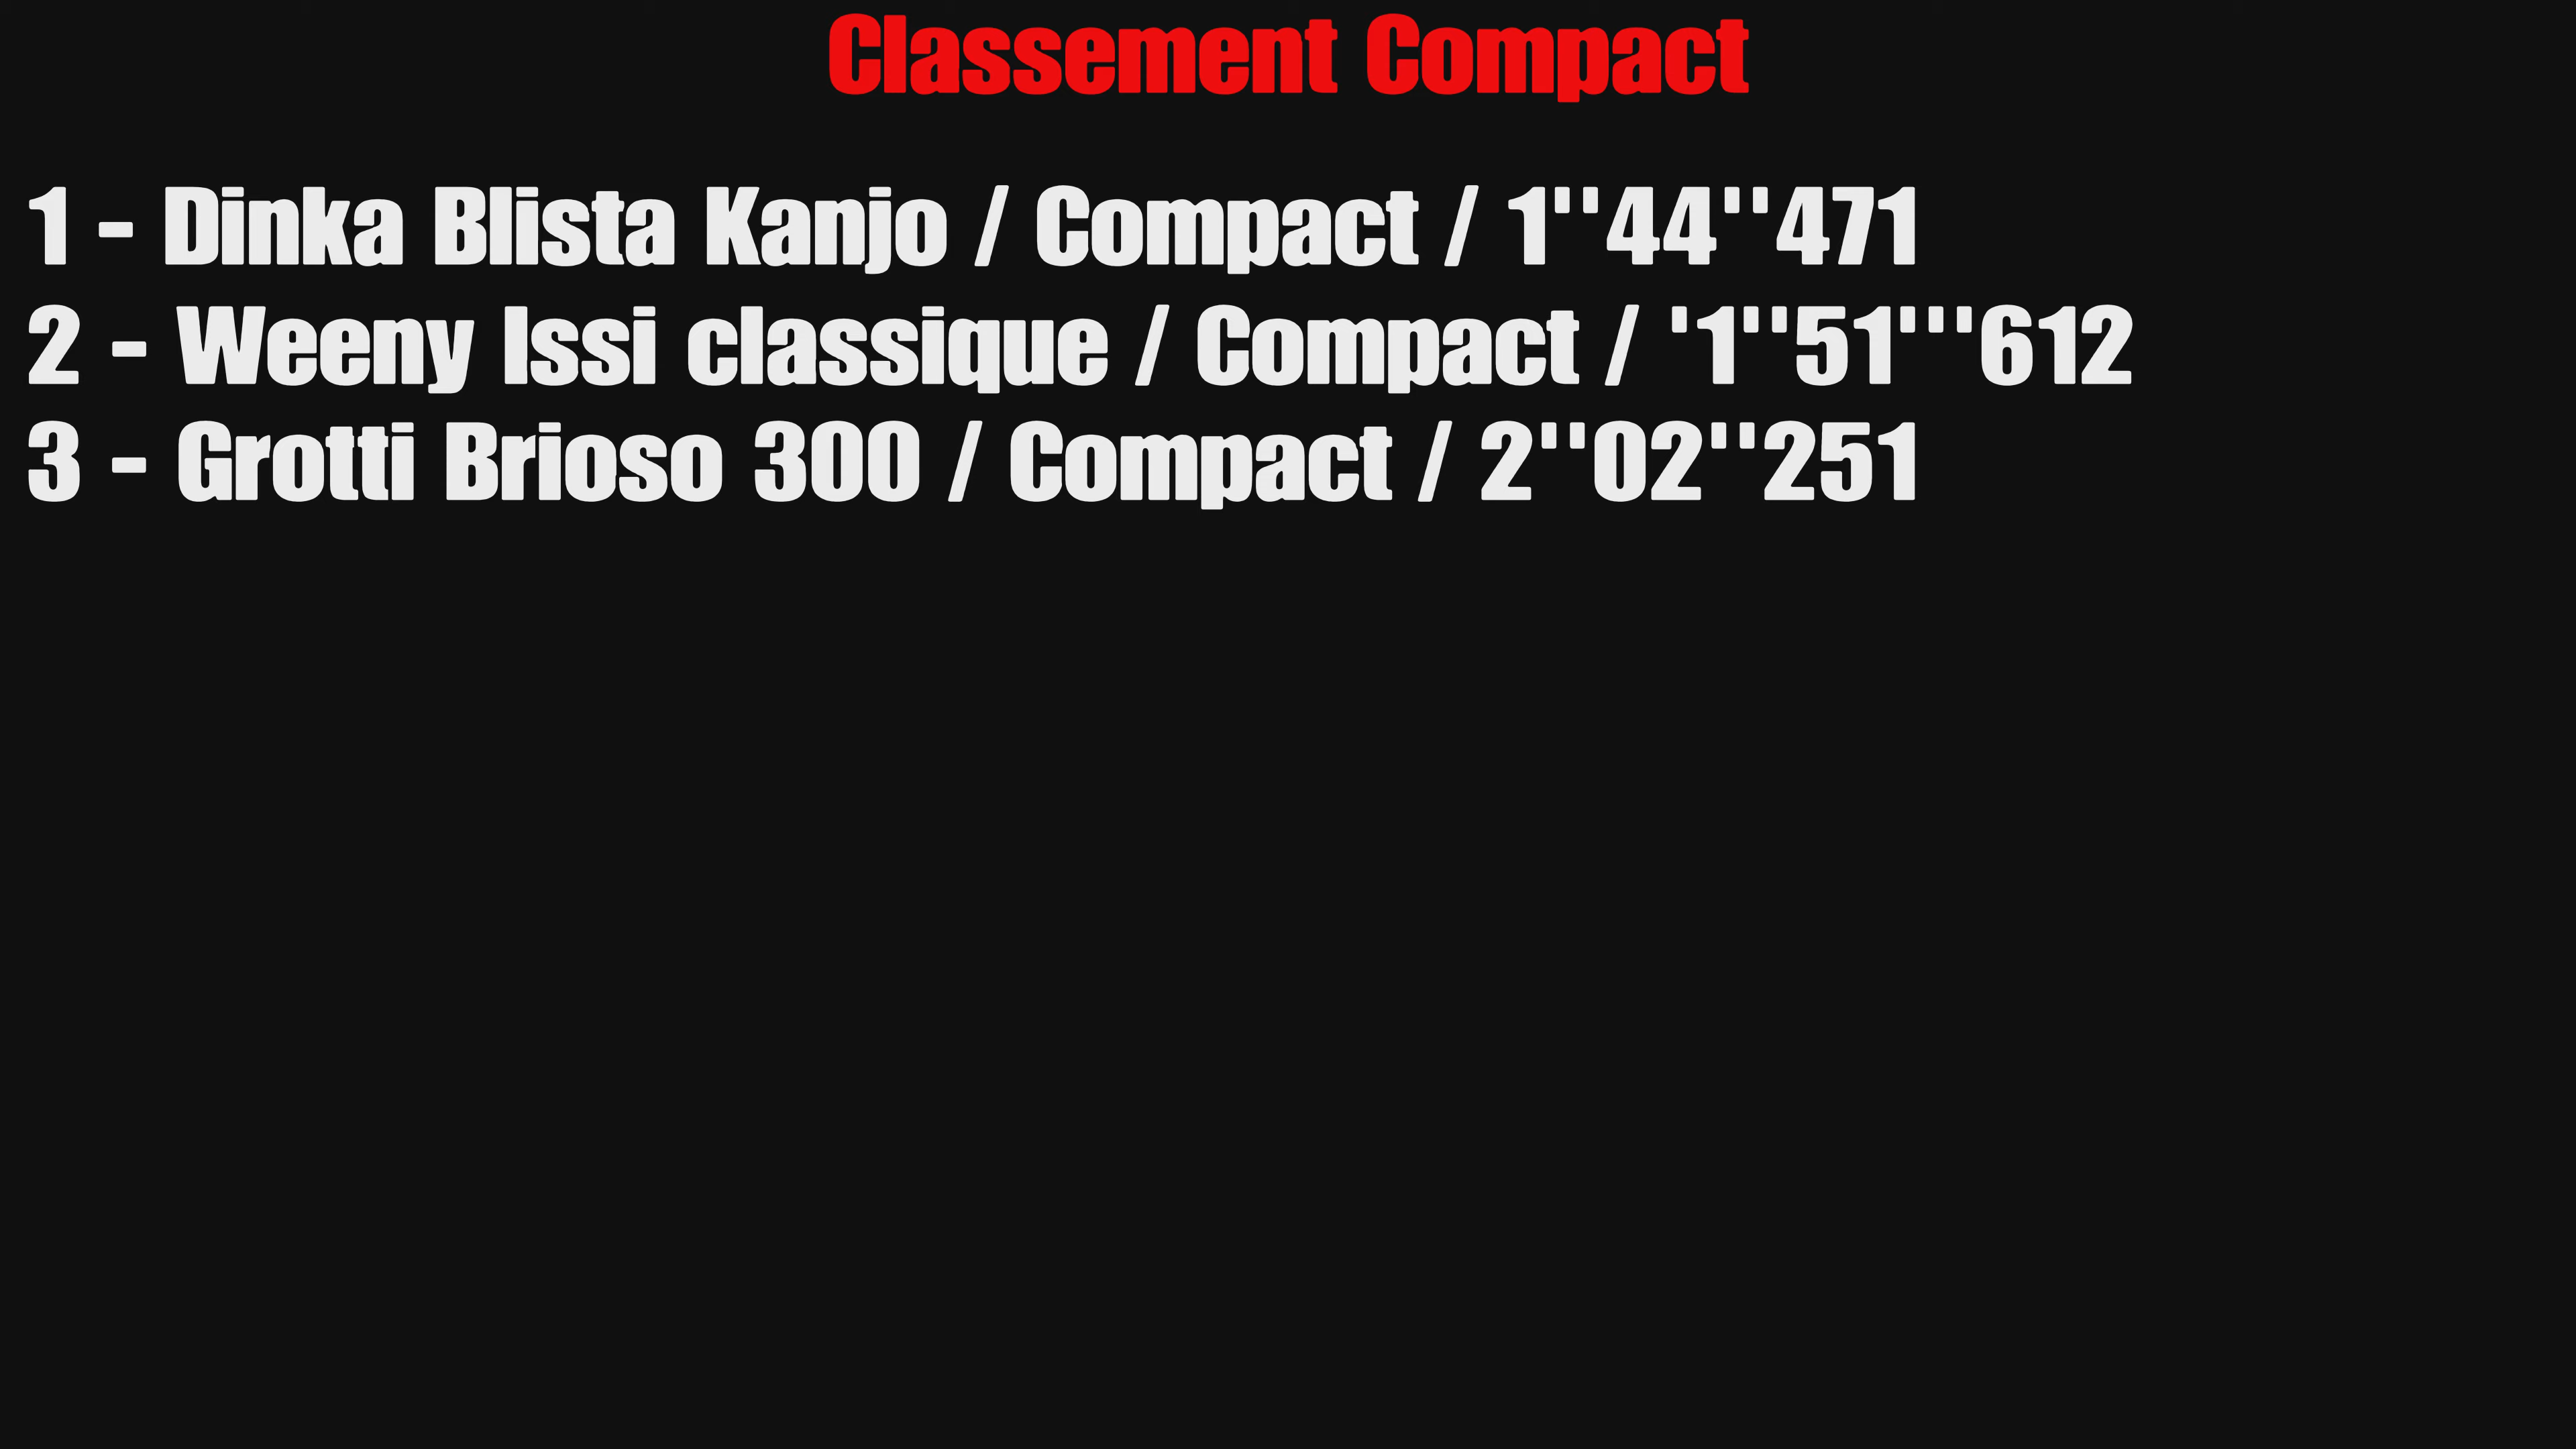 Classement Compact
1 - Dinka Blista Kanjo / Compact / 1''44''471
2 - Weeny Issi classique / Compact / '1''51'''612
3 - Grotti Brioso 300 / Compact / 2''02''251